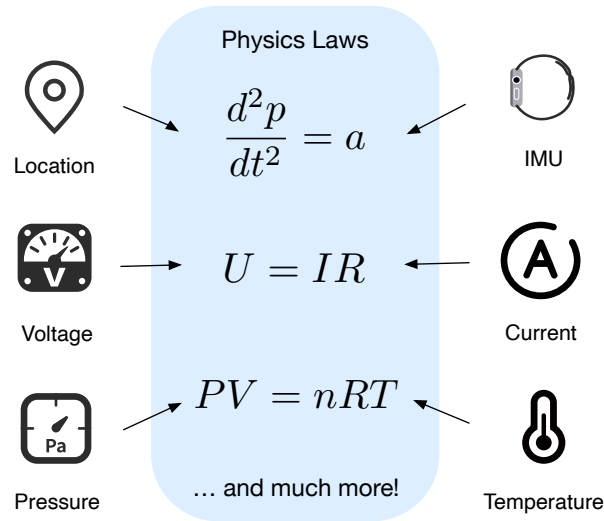 Physics Laws
Location
d²p/dt² = a
IMU
V
Voltage
U = IR
A
Current
Pa
Pressure
PV = nRT
Temperature
… and much more!